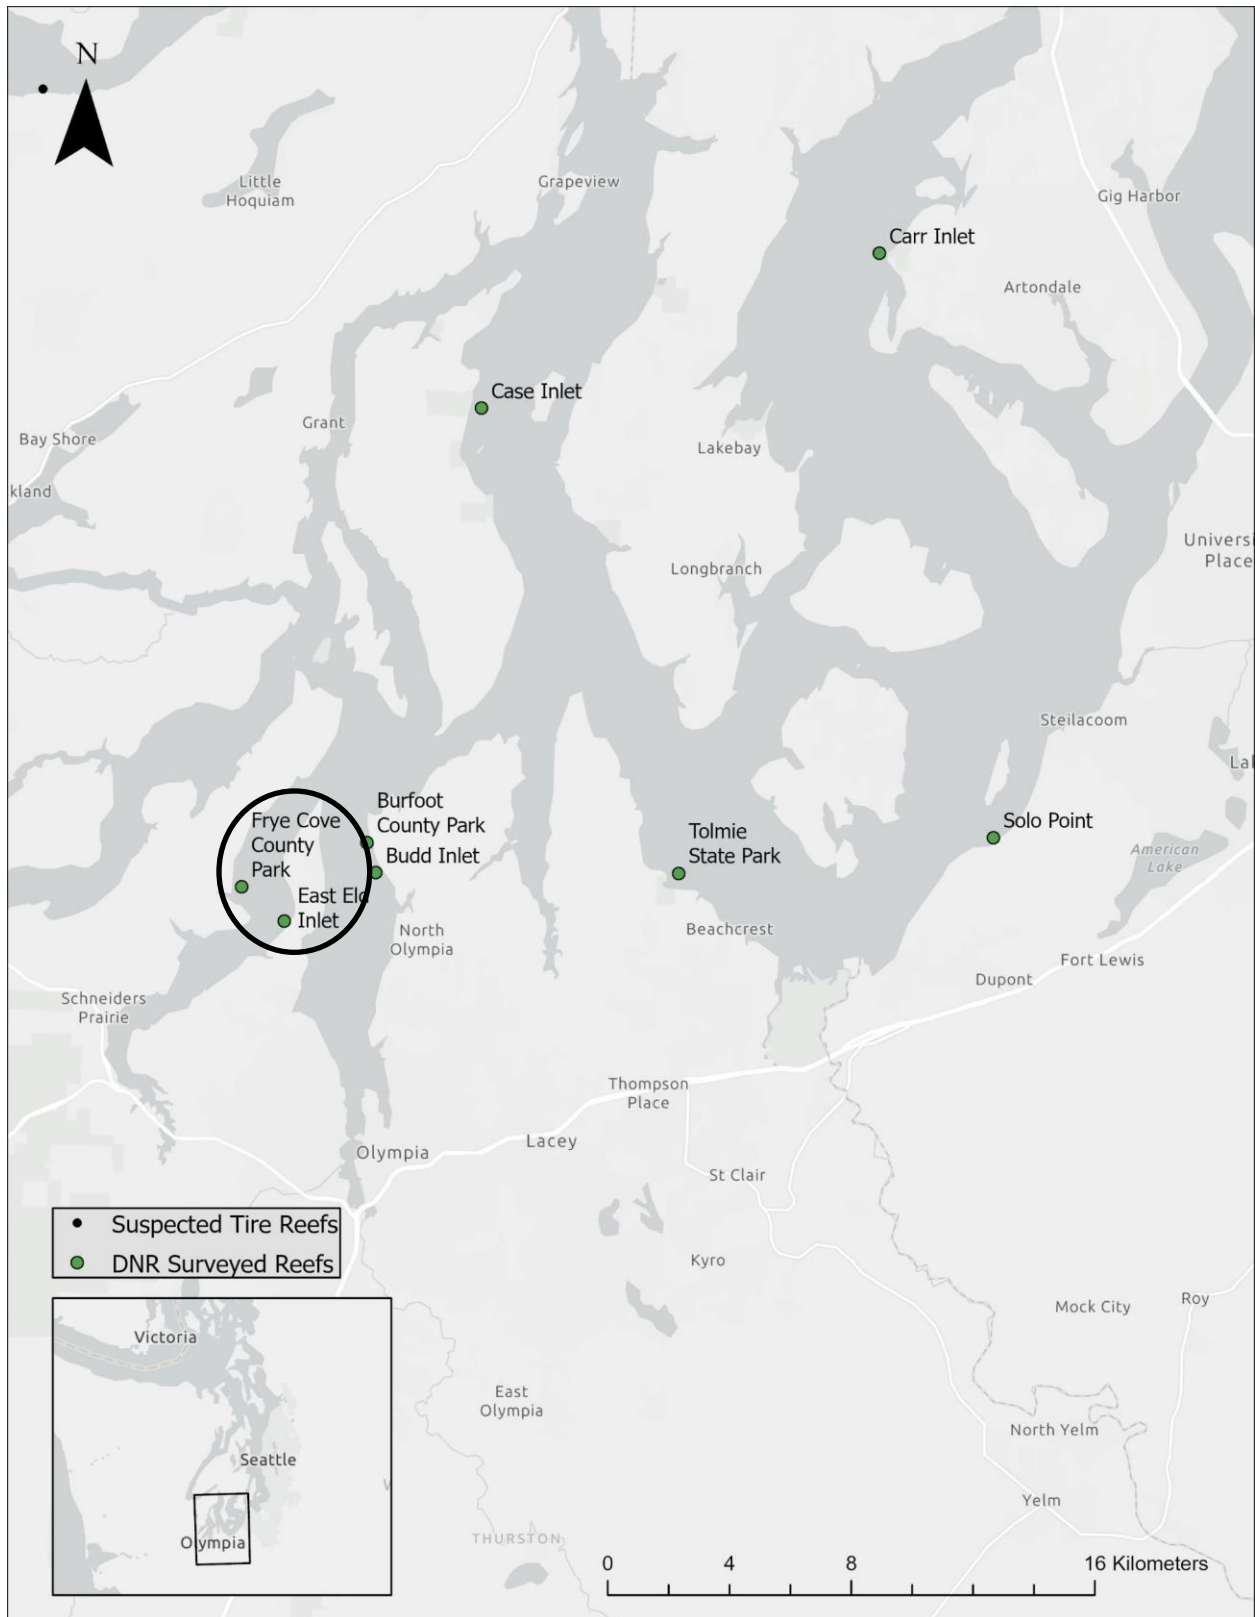 N
Little
Hoquiam
Grapeview
Gig Harbor
Carr Inlet
Artondale
Case Inlet
Grant
Bay Shore
Lakebay
kland
Universi
Place
Longbranch
Steilacoom
Lal
Burfoot
County Park
Frye Cove
County
Park
Budd Inlet
Tolmie
State Park
Solo Point
American
Lake
East Eld
Inlet
North
Olympia
Beachcrest
Fort Lewis
Dupont
Schneiders
Prairie
Thompson
Place
Lacey
Olympia
St Clair
Suspected Tire Reefs
DNR Surveyed Reefs
Kyro
Mock City
Roy
Victoria
East
Olympia
North Yelm
Seattle
Yelm
Olympia
THURSTON
0 4 8 16 Kilometers